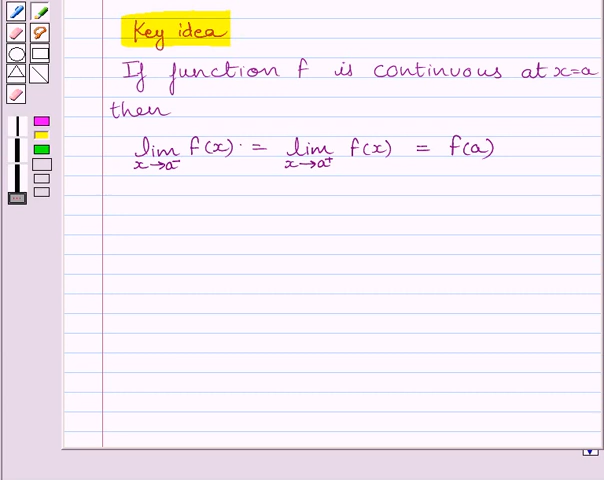 Key idea
If function f is continuous at x=a
then
lim f(x) = lim f(x) = f(a)
x→a⁻ x→a⁺